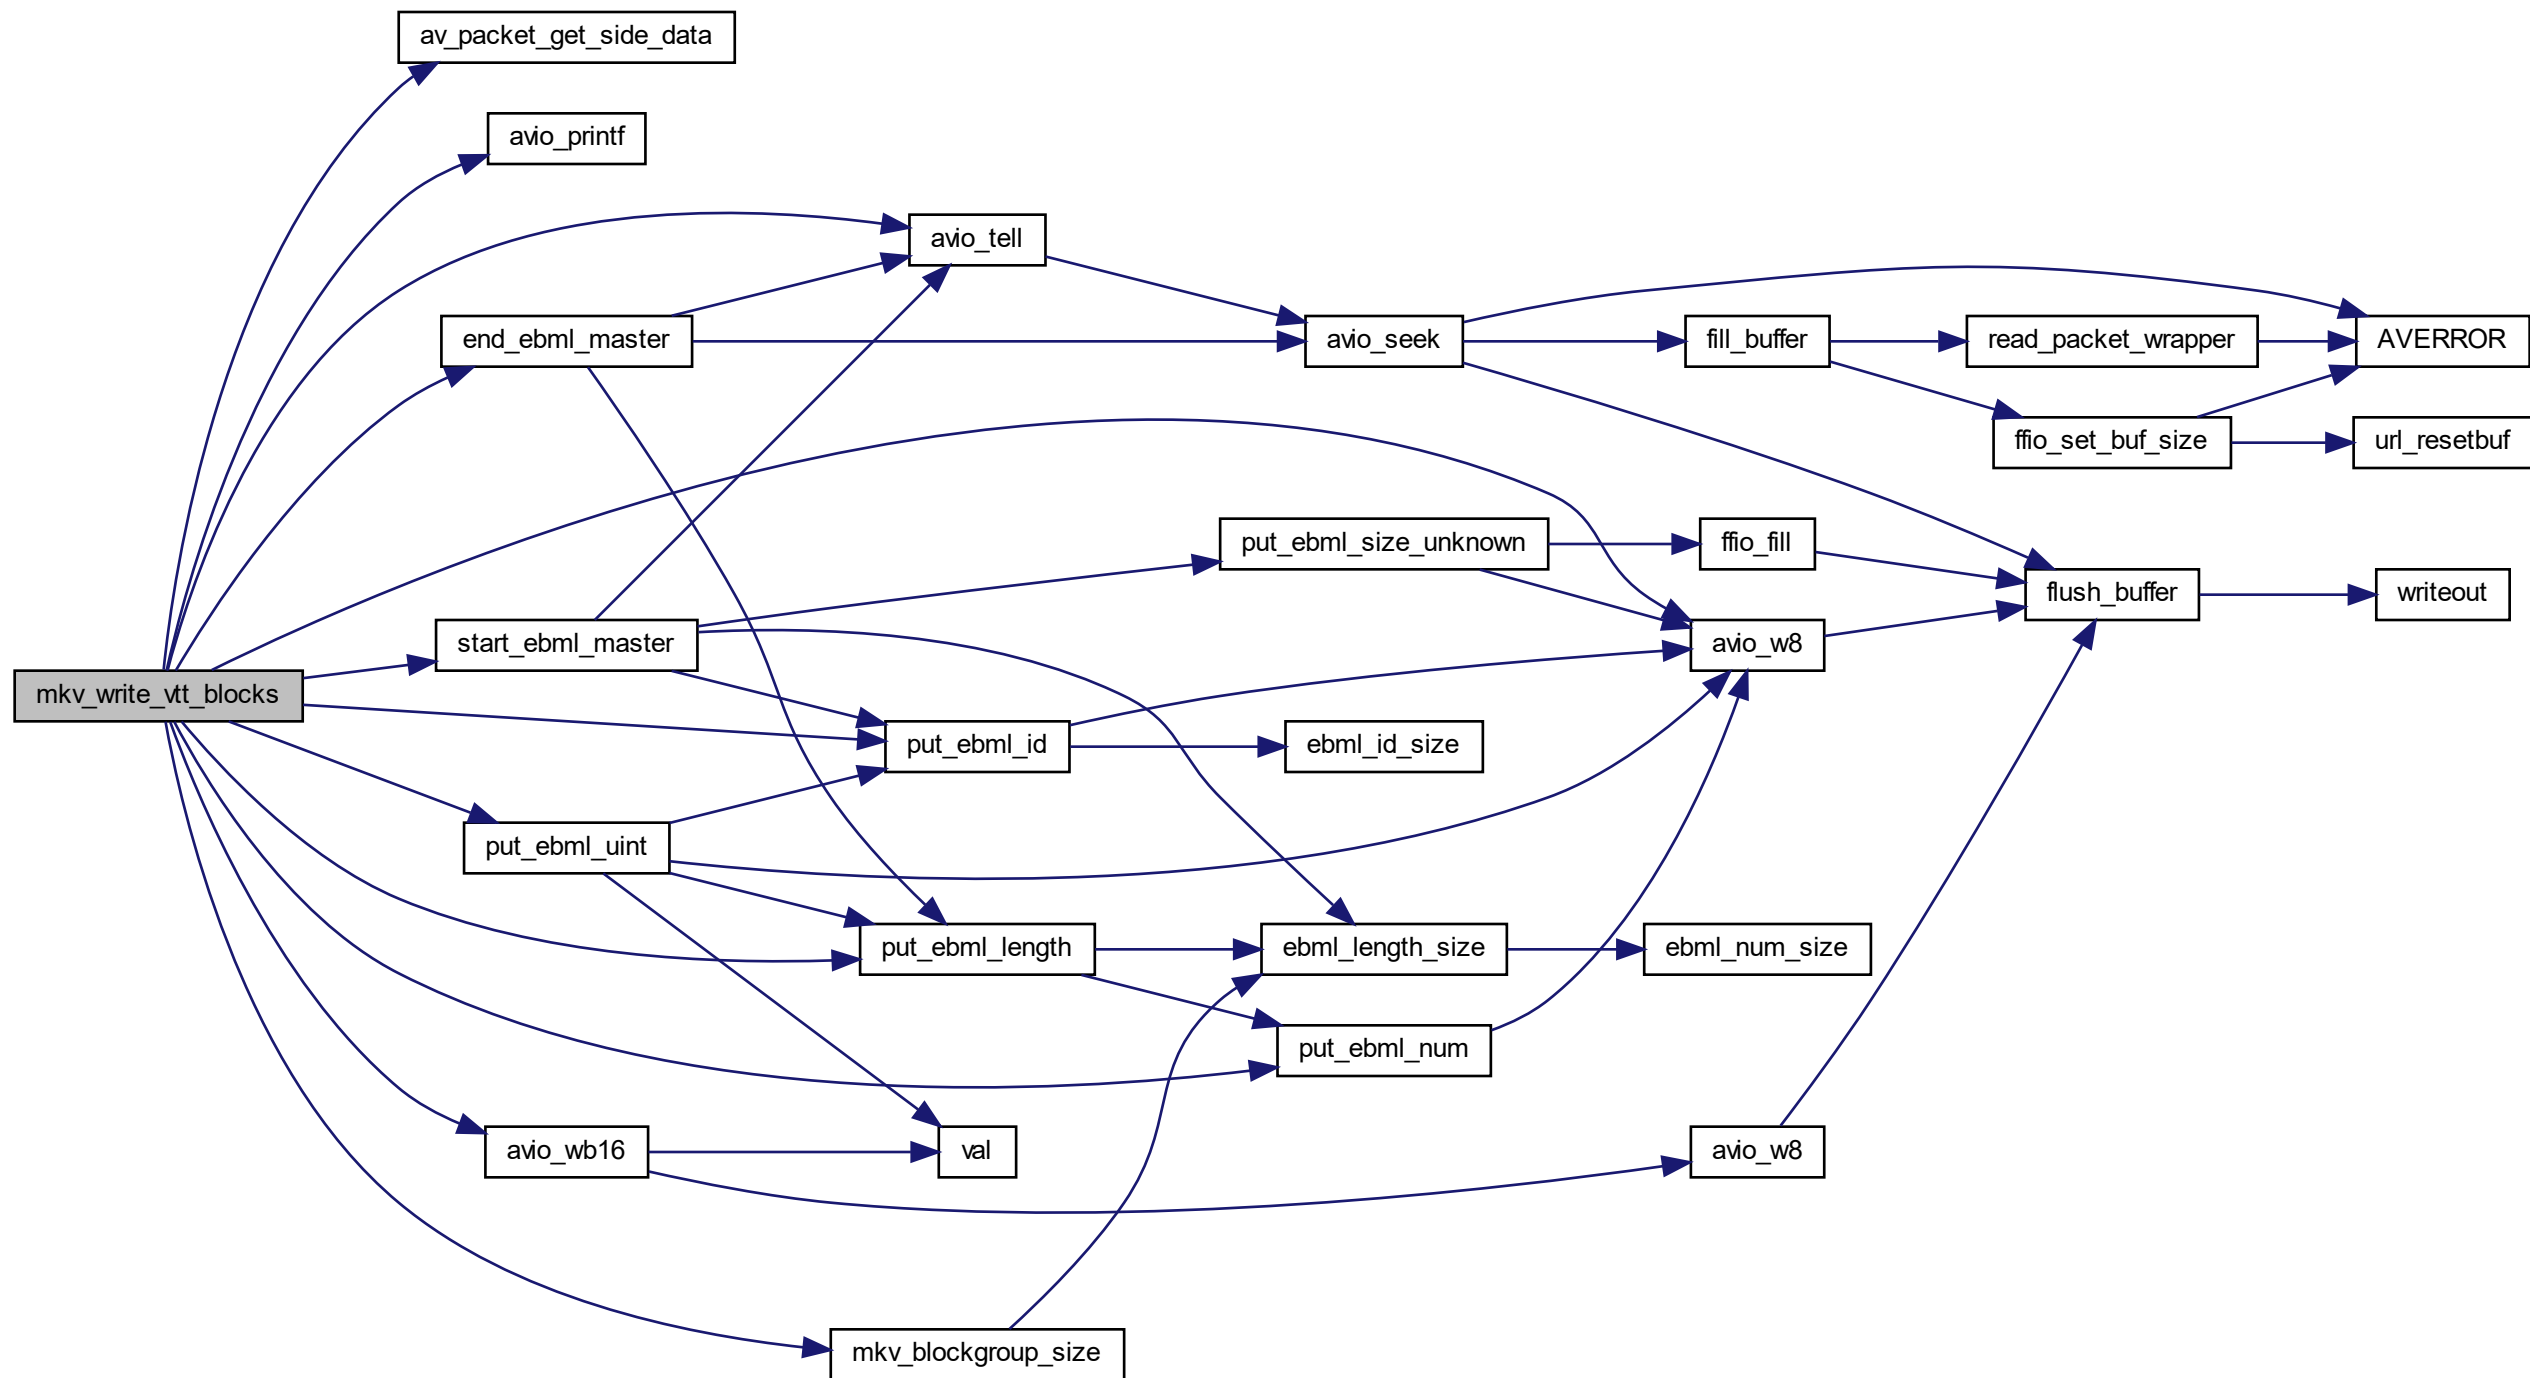 av_packet_get_side_data
avio_printf
avio_tell
end_ebml_master
avio_seek
fill_buffer
read_packet_wrapper
AVERROR
ffio_set_buf_size
url_resetbuf
put_ebml_size_unknown
ffio_fill
flush_buffer
writeout
start_ebml_master
avio_w8
mkv_write_vtt_blocks
put_ebml_id
ebml_id_size
put_ebml_uint
put_ebml_length
ebml_length_size
ebml_num_size
put_ebml_num
avio_wb16
val
avio_w8
mkv_blockgroup_size